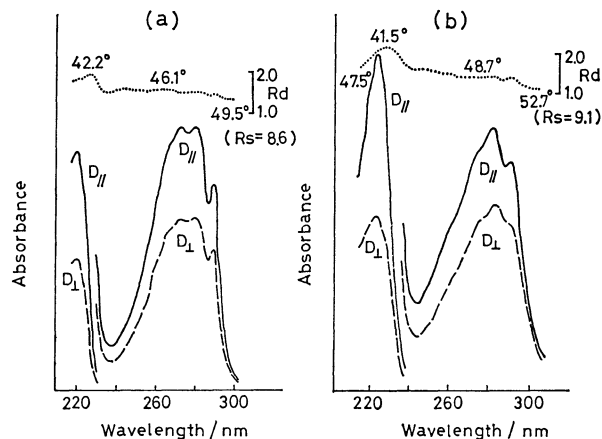 (a)
42.2°
46.1°
49.5°
2.0
Rd
1.0
(Rs=8.6)
D//
D//
D⊥
D⊥
Absorbance
220
260
300
Wavelength / nm
(b)
41.5°
47.5°
48.7°
52.7°
2.0
Rd
1.0
(Rs=9.1)
D//
D//
D⊥
D⊥
Absorbance
220
260
300
Wavelength / nm